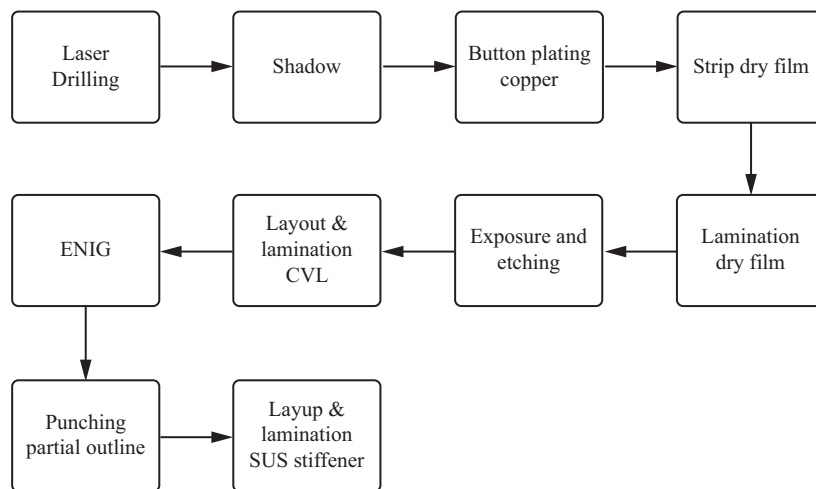 Laser
Drilling
Shadow
Button plating
copper
Strip dry film
Lamination
dry film
Exposure and
etching
Layout &
lamination
CVL
ENIG
Punching
partial outline
Layup &
lamination
SUS stiffener